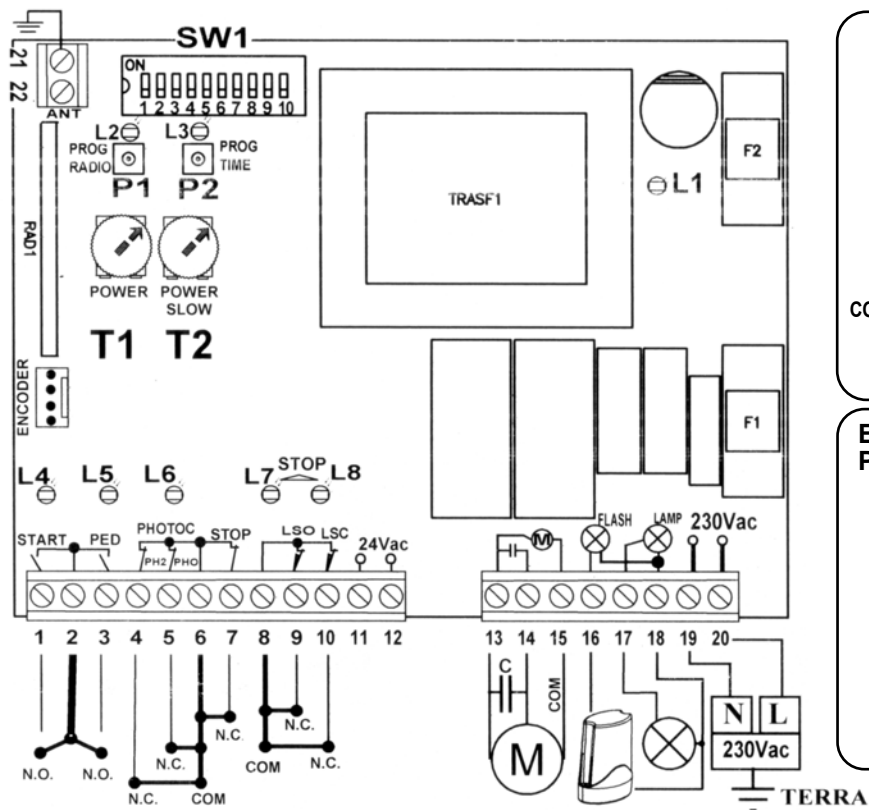 SW1
21
22
ANT
ON
1 2 3 4 5 6 7 8 9 10
L2
L3
PROG
RADIO
P1
PROG
TIME
P2
RAD1
POWER
T1
POWER
SLOW
T2
TRASF1
L1
F2
F1
ENCODER
L4
L5
L6
L7
STOP
L8
START
PED
PHOTOC
PH2
PHO
STOP
LSO
LSC
24Vac
M
FLASH
LAMP
230Vac
1 2 3 4 5 6 7 8 9 10 11 12
13 14 15 16 17 18 19 20
N.O.
N.O.
N.C.
N.C.
COM
N.C.
COM
N.C.
N.C.
C
COM
M
N
L
230Vac
TERRA